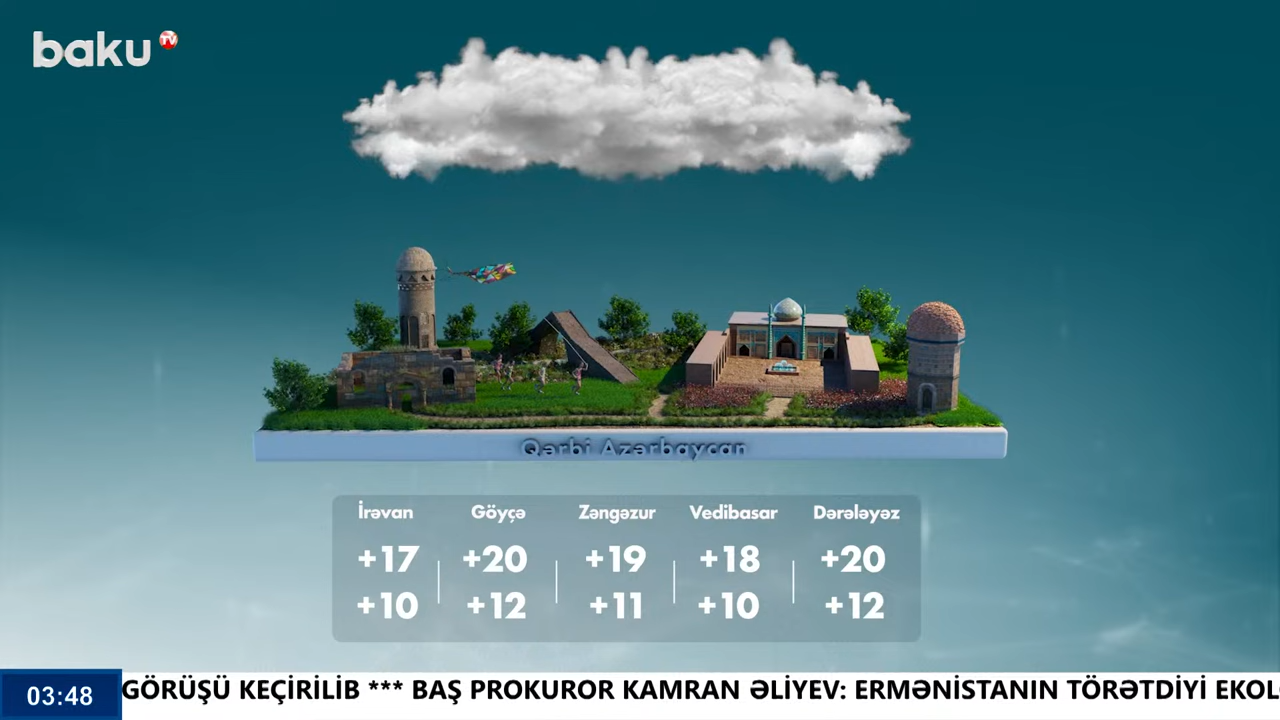 baku TV
Qərbi Azərbaycan
İrəvan Göyçə Zəngəzur Vedibasar Dərələyəz
+17 +20 +19 +18 +20
+10 +12 +11 +10 +12
03:48 GÖRÜŞÜ KEÇİRİLİB *** BAŞ PROKUROR KAMRAN ƏLİYEV: ERMƏNİSTANIN TÖRƏTDİYİ EKOL